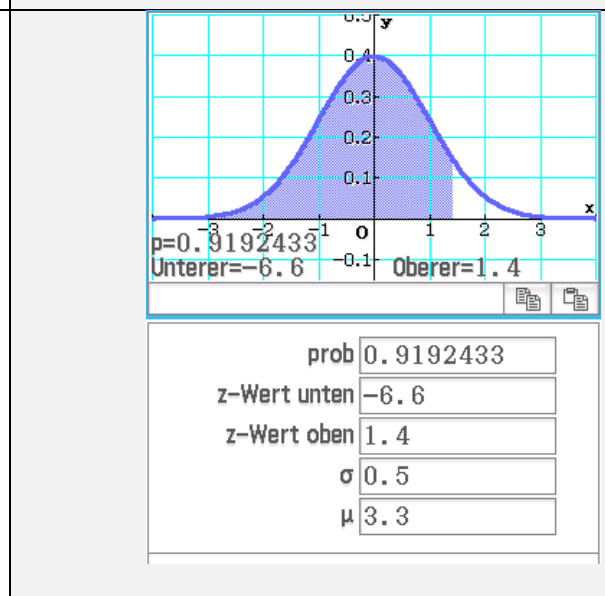 y
0.4
0.3
0.2
0.1
x
-3 -2 -1 O 1 2 3
p=0.9192433
-0.1
Unterer=-6.6 Oberer=1.4
prob 0.9192433
z-Wert unten -6.6
z-Wert oben 1.4
σ 0.5
μ 3.3